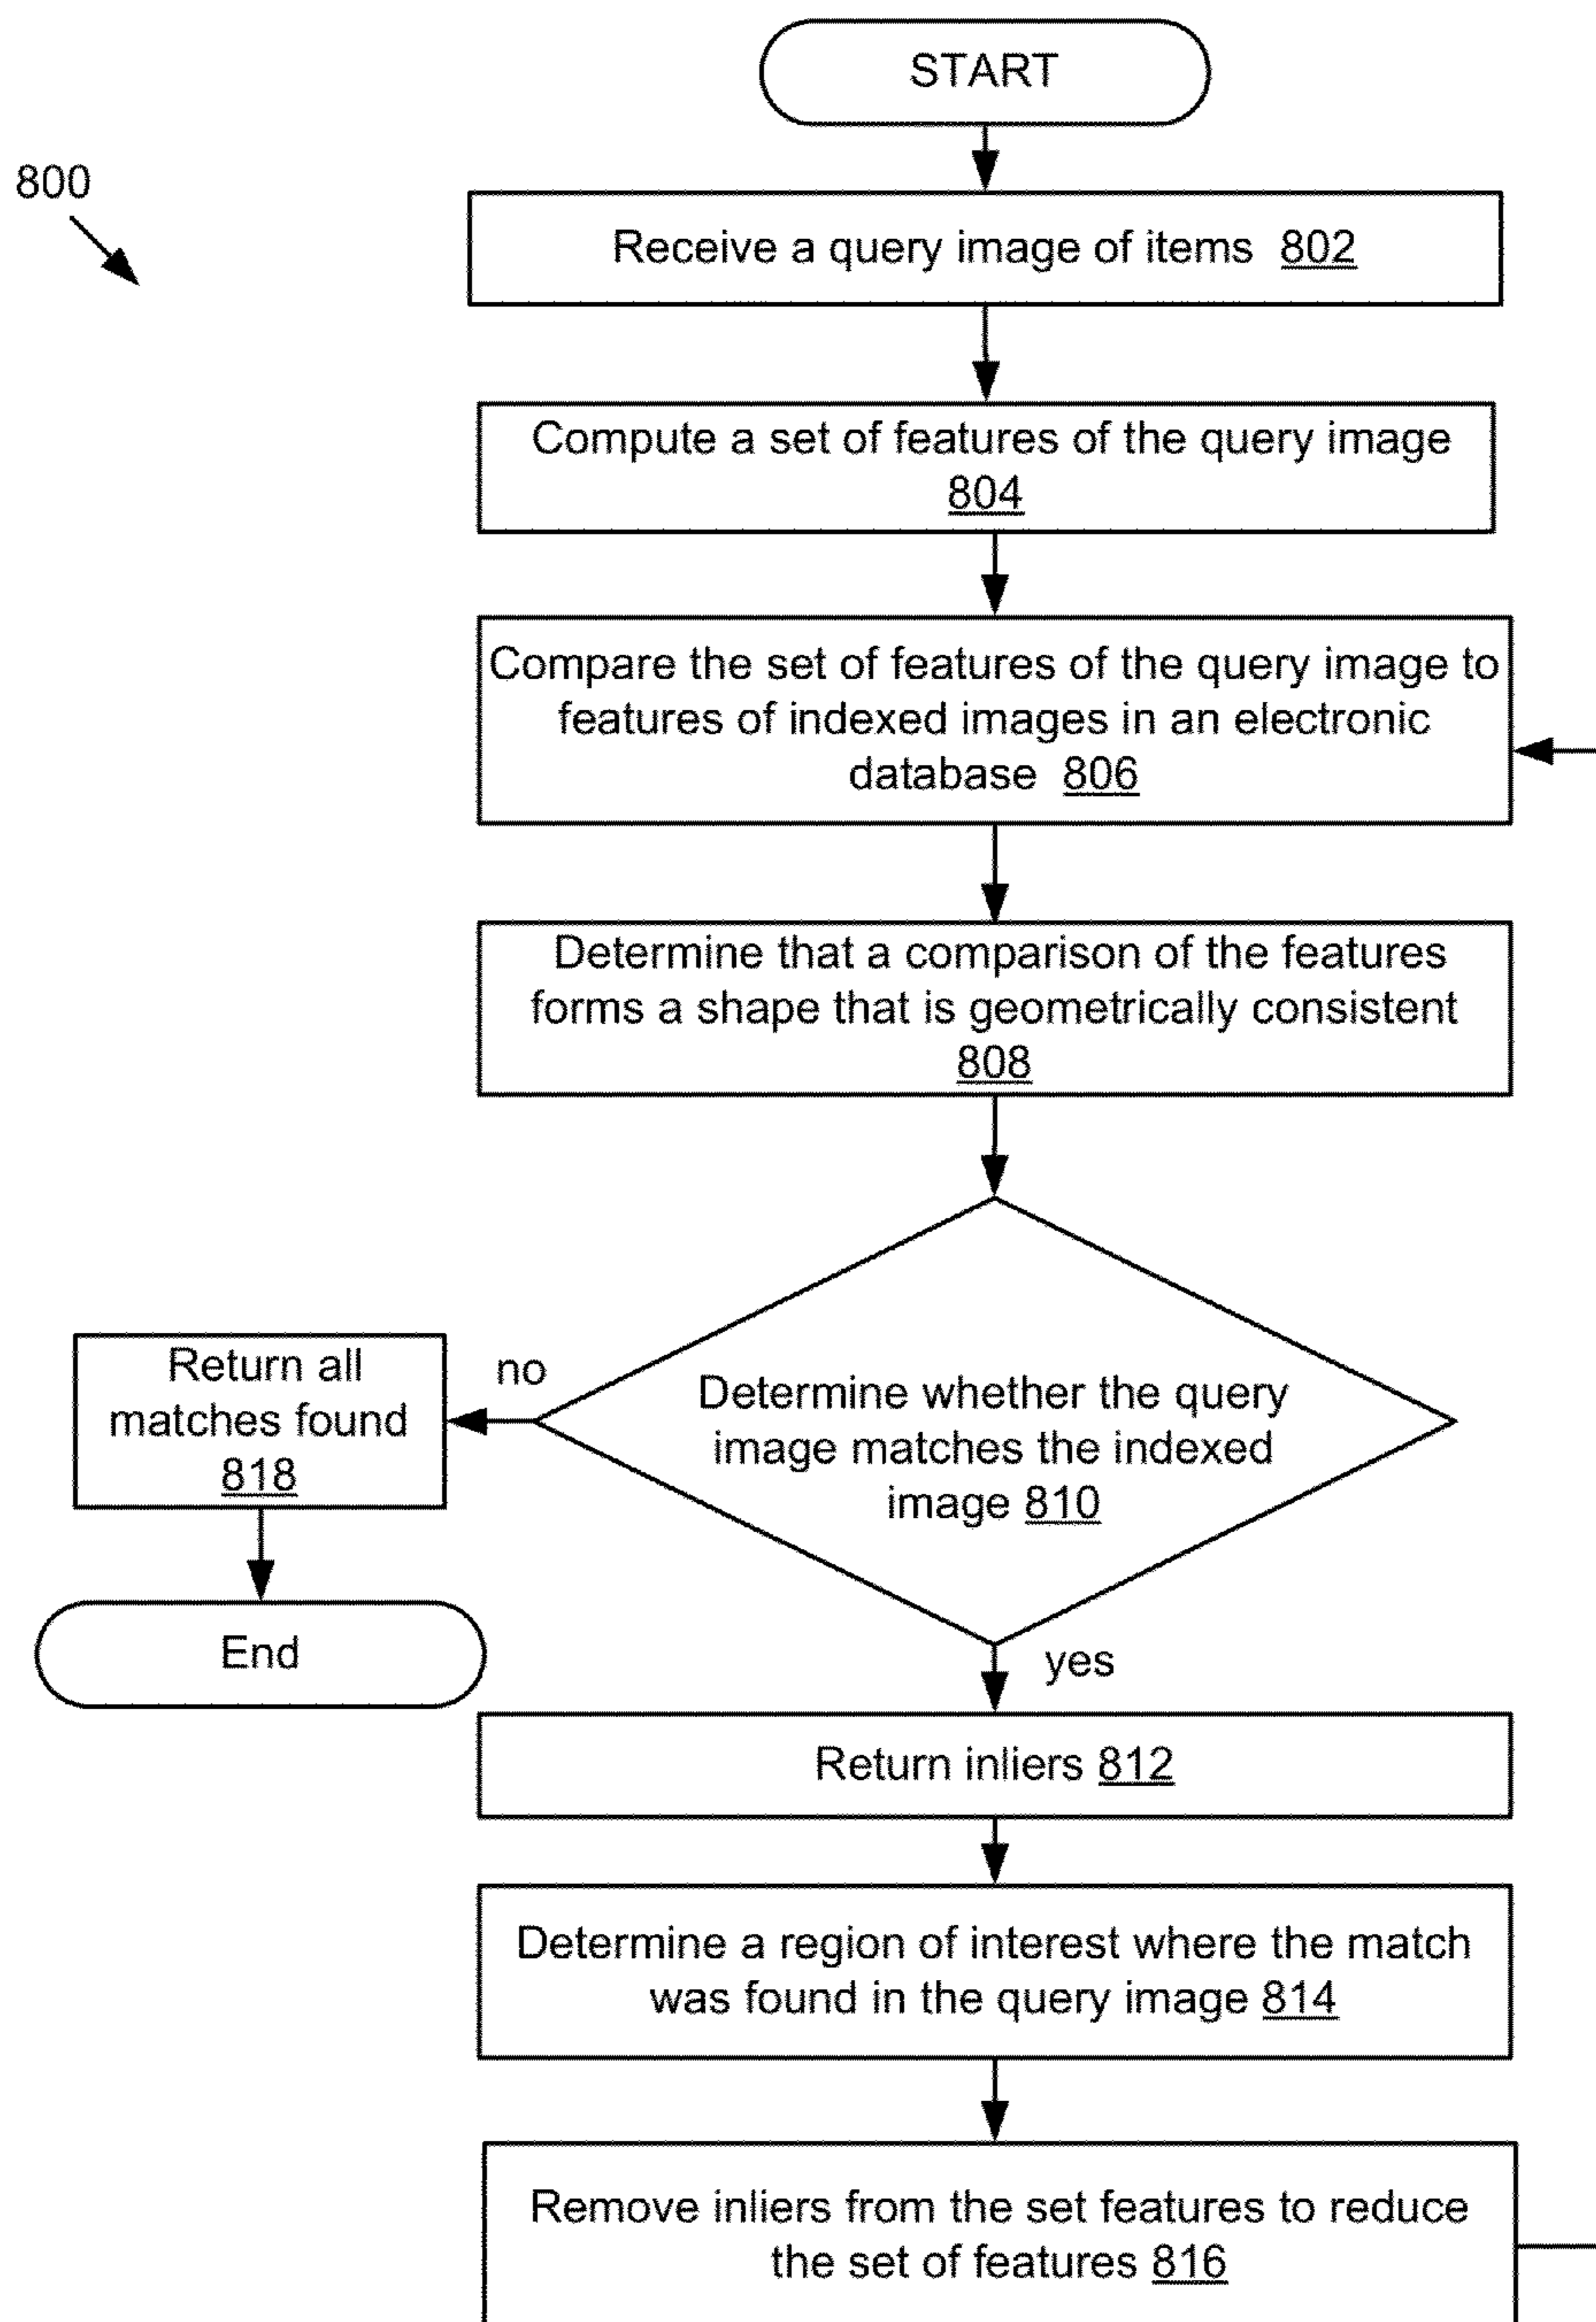 START
800
Receive a query image of items 802
Compute a set of features of the query image
804
Compare the set of features of the query image to
features of indexed images in an electronic
database 806
Determine that a comparison of the features
forms a shape that is geometrically consistent
808
Return all
matches found
818
no
Determine whether the query
image matches the indexed
image 810
End
yes
Return inliers 812
Determine a region of interest where the match
was found in the query image 814
Remove inliers from the set features to reduce
the set of features 816